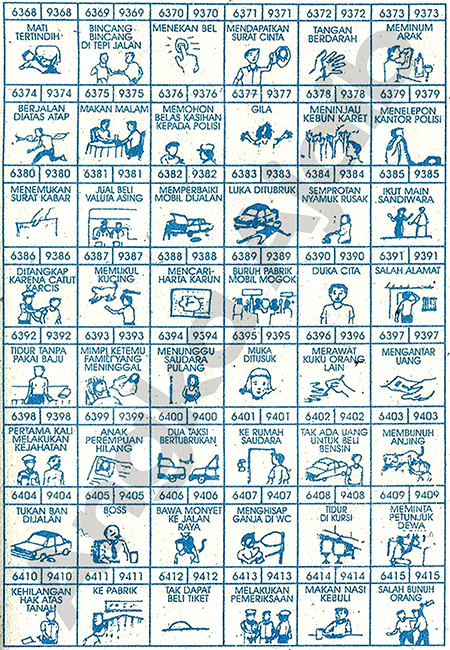 6368 9368
MATI
TERTINDIH
6369 9369
BINCANG
BINCANG
DI TEPI JALAN
6370 9370
MENEKAN BEL
6371 9371
MENDAPATKAN
SURAT CINTA
6372 9372
TANGAN
BERDARAH
6373 9373
MEMINUM
ARAK
6374 9374
BERJALAN
DIATAS ATAP
6375 9375
MAKAN MALAM
6376 9376
MEMOHON
BELAS KASIHAN
KEPADA POLISI
6377 9377
GILA
6378 9378
MENINJAU
KEBUN KARET
6379 9379
MENELEPON
KANTOR POLISI
6380 9380
MENEMUKAN
SURAT KABAR
6381 9381
JUAL BELI
VALUTA ASING
6382 9382
MEMPERBAIKI
MOBIL DIJALAN
6383 9383
LUKA DITUBRUK
6384 9384
SEMPROTAN
NYAMUK RUSAK
6385 9385
IKUT MAIN
SANDIWARA
6386 9386
DITANGKAP
KARENA CATUT
KARCIS
6387 9387
MEMUKUL
KUCING
6388 9388
MENCARI-
HARTA KARUN
6389 9389
BURUH PABRIK
MOBIL MOGOK
6390 9390
DUKA CITA
6391 9391
SALAH ALAMAT
6392 9392
TIDUR TANPA
PAKAI BAJU
6393 9393
MIMPI KETEMU
FAMILI YANG
MENINGGAL
6394 9394
MENUNGGU
SAUDARA
PULANG
6395 9395
MUKA
DITUSUK
6396 9396
MERAWAT
KUKU ORANG
LAIN
6397 9397
MENGANTAR
UANG
6398 9398
PERTAMA KALI
MELAKUKAN
KEJAHATAN
6399 9399
ANAK
PEREMPUAN
HILANG
6400 9400
DUA TAKSI
BERTUBRUKAN
6401 9401
KE RUMAH
SAUDARA
6402 9402
TAK ADA UANG
UNTUK BELI
BENSIN
6403 9403
MEMBUNUH
ANJING
6404 9404
TUKAN BAN
DIJALAN
6405 9405
BOSS
6406 9406
BAWA MONYET
KE JALAN
RAYA
6407 9407
MENGHISAP
GANJA DI WC
6408 9408
TIDUR
DI KURSI
6409 9409
MEMINTA
PETUNJUK
DEWA
6410 9410
KEHILANGAN
HAK ATAS
TANAH
6411 9411
KE PABRIK
6412 9412
TAK DAPAT
BELI TIKET
6413 9413
MELAKUKAN
PEMERIKSAAN
6414 9414
MAKAN NASI
KEBULI
6415 9415
SALAH BUNUH
ORANG